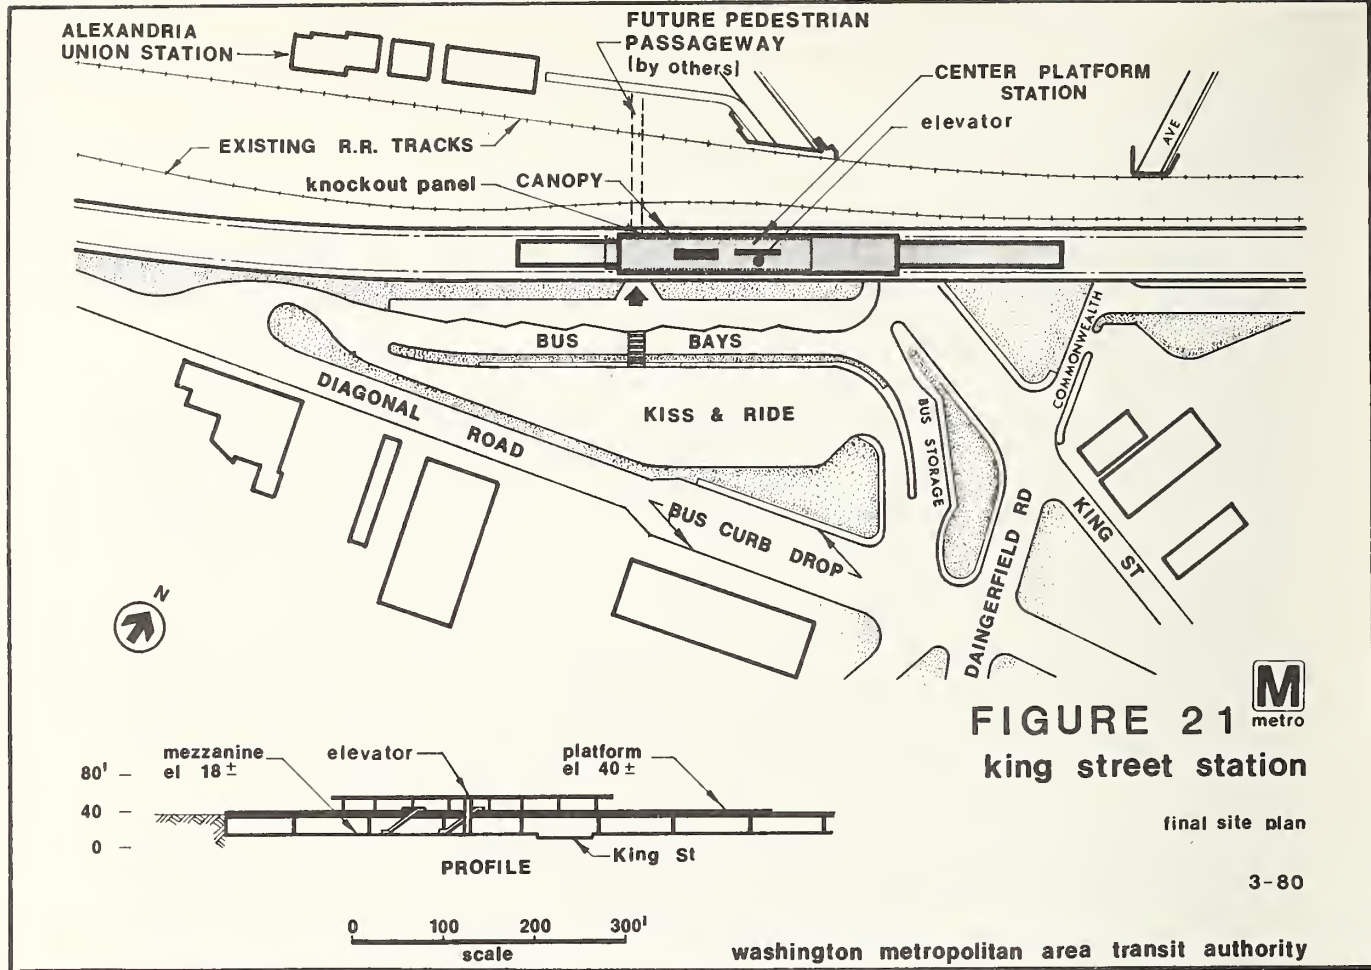 ALEXANDRIA
UNION STATION
FUTURE PEDESTRIAN
PASSAGEWAY
(by others)
CENTER PLATFORM
STATION
elevator
AVE
EXISTING R.R. TRACKS
knockout panel
CANOPY
BUS BAYS
COMMONWEALTH
DIAGONAL ROAD
KISS & RIDE
BUS STORAGE
BUS CURB DROP
DAINGERFIELD RD
KING ST
N
M
metro
FIGURE 21
king street station
final site plan
3-80
mezzanine
el 18±
elevator
platform
el 40±
80'
40
0
King St
PROFILE
0 100 200 300'
scale
washington metropolitan area transit authority